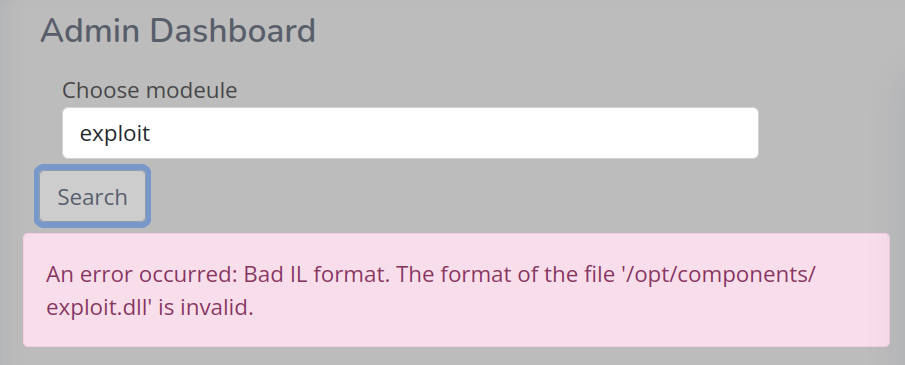 Admin Dashboard
Choose modeule
exploit
Search
An error occurred: Bad IL format. The format of the file '/opt/components/
exploit.dll' is invalid.